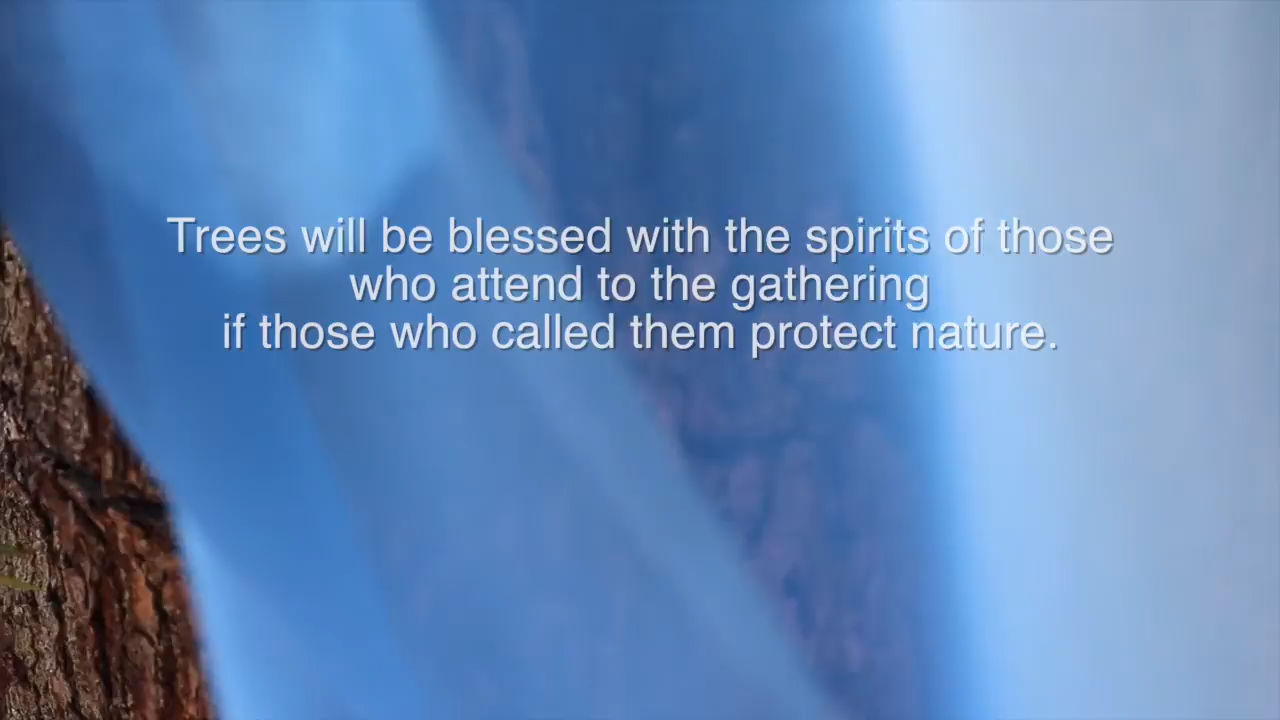 Trees will be blessed with the spirits of those
who attend to the gathering
if those who called them protect nature.